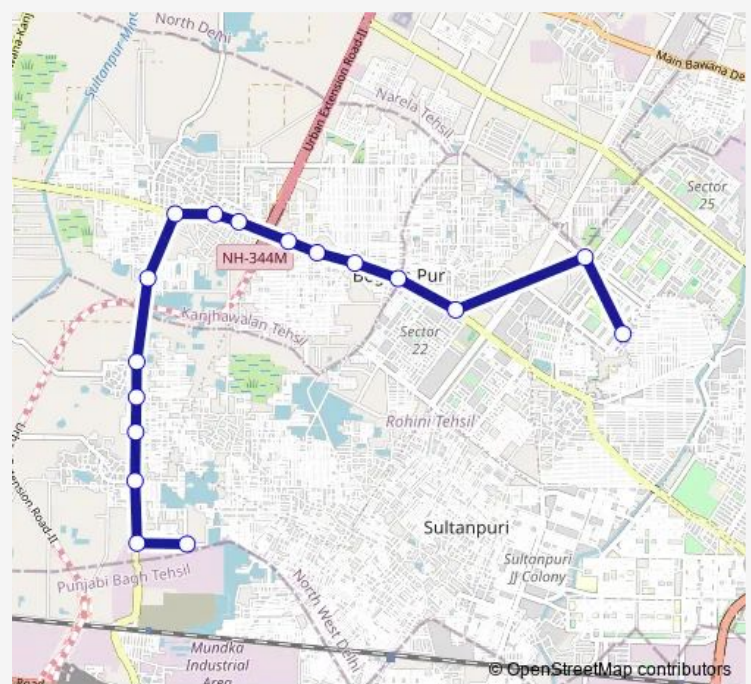 North Delhi
Sultanpur-Min
Urban Extension Road-II
Main Bawana De
Narela Tehsil
Sector
25
NH-344M
Pur
Kanjhawalan Tehsil
Sector
22
Rohini Tehsil
Sultanpuri
Sultanpuri
JJ Colony
Punjabi Bagh Tehsil
North West Delhi
Mundka
Industrial
Area
Road
© OpenStreetMap contributors